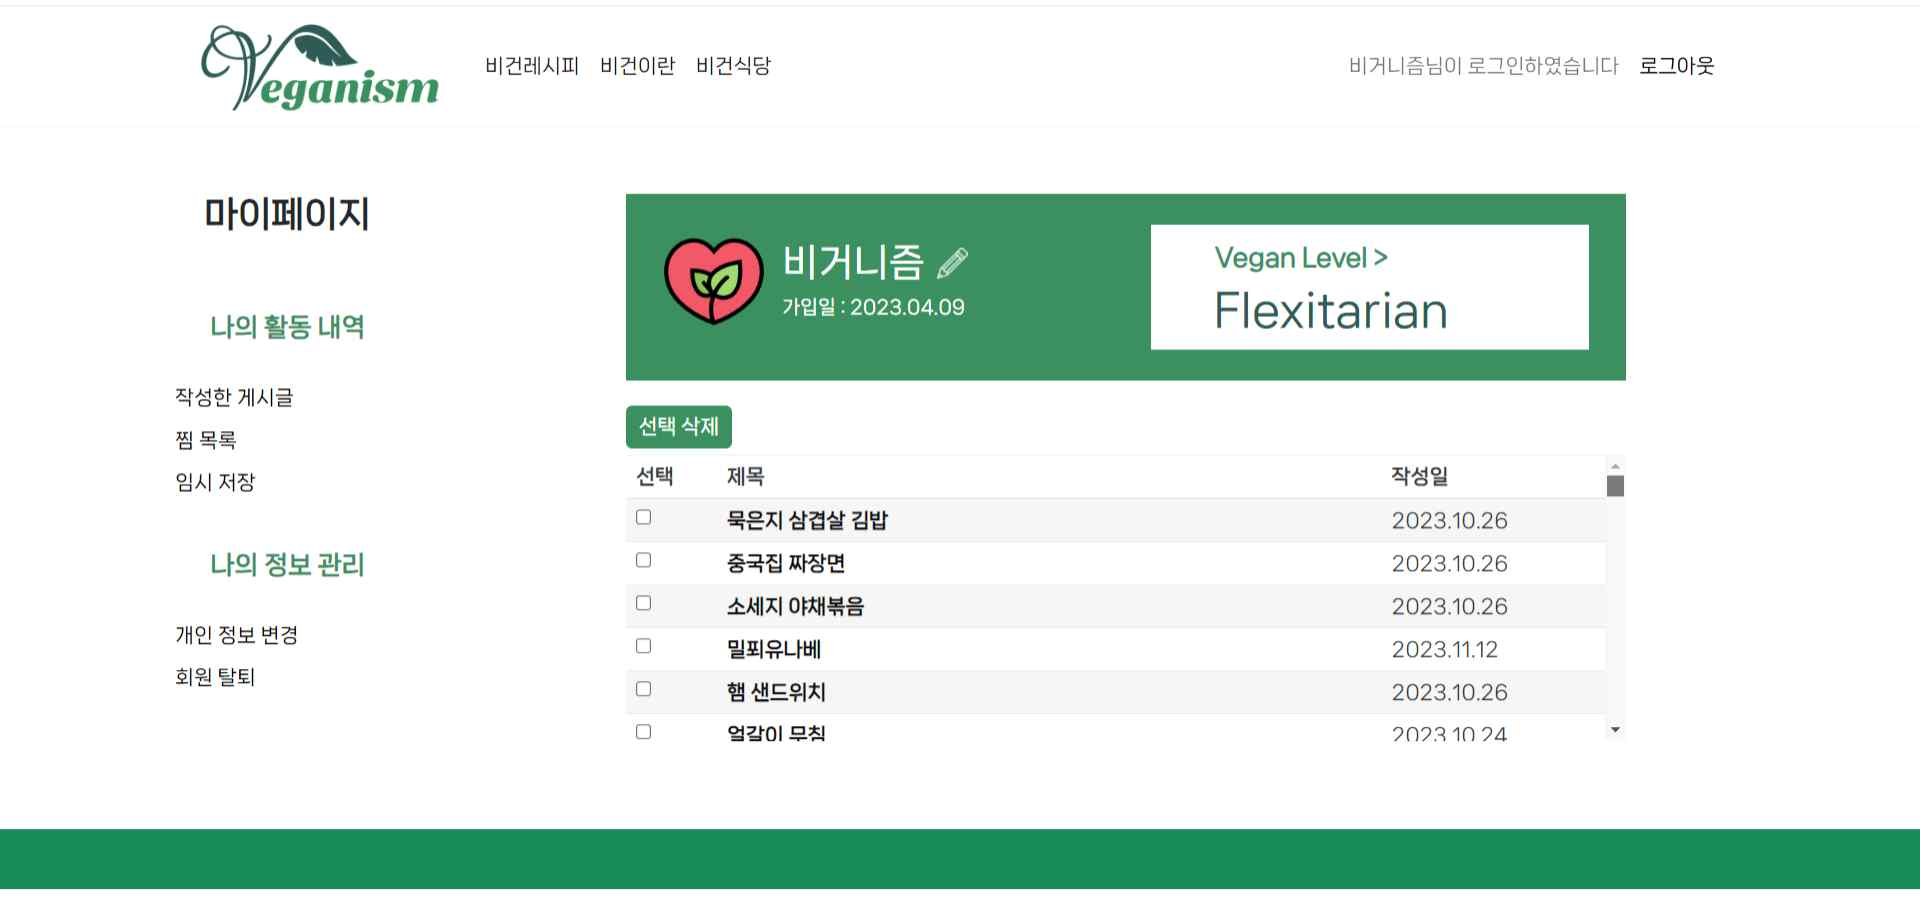 Veganism
비건레시피 비건이란 비건식당
비거니즘님이 로그인하였습니다 로그아웃
마이페이지
나의 활동 내역
작성한 게시글
찜 목록
임시 저장
나의 정보 관리
개인 정보 변경
회원 탈퇴
비거니즘
가입일 : 2023.04.09
Vegan Level >
Flexitarian
선택 삭제
선택 제목 작성일
묵은지 삼겹살 김밥 2023.10.26
중국집 짜장면 2023.10.26
소세지 야채볶음 2023.10.26
밀푀유나베 2023.11.12
햄 샌드위치 2023.10.26
얼갈이 무침 2023.10.24